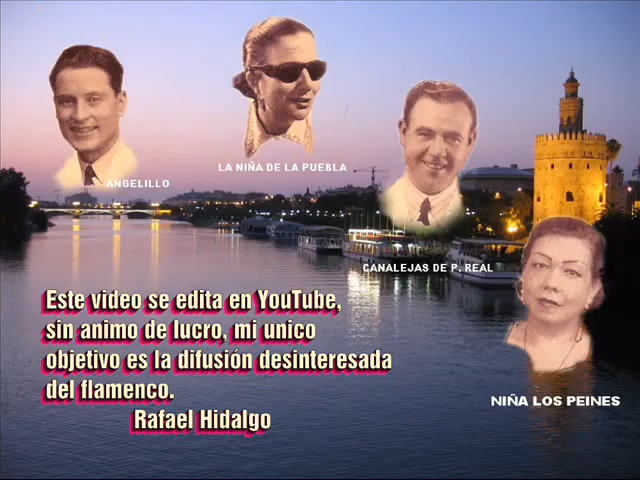 LA NIÑA DE LA PUEBLA
ANGELILLO
CANALEJAS DE P. REAL
NIÑA LOS PEINES
Este video se edita en YouTube,
sin animo de lucro, mi unico
objetivo es la difusión desinteresada
del flamenco.
Rafael Hidalgo